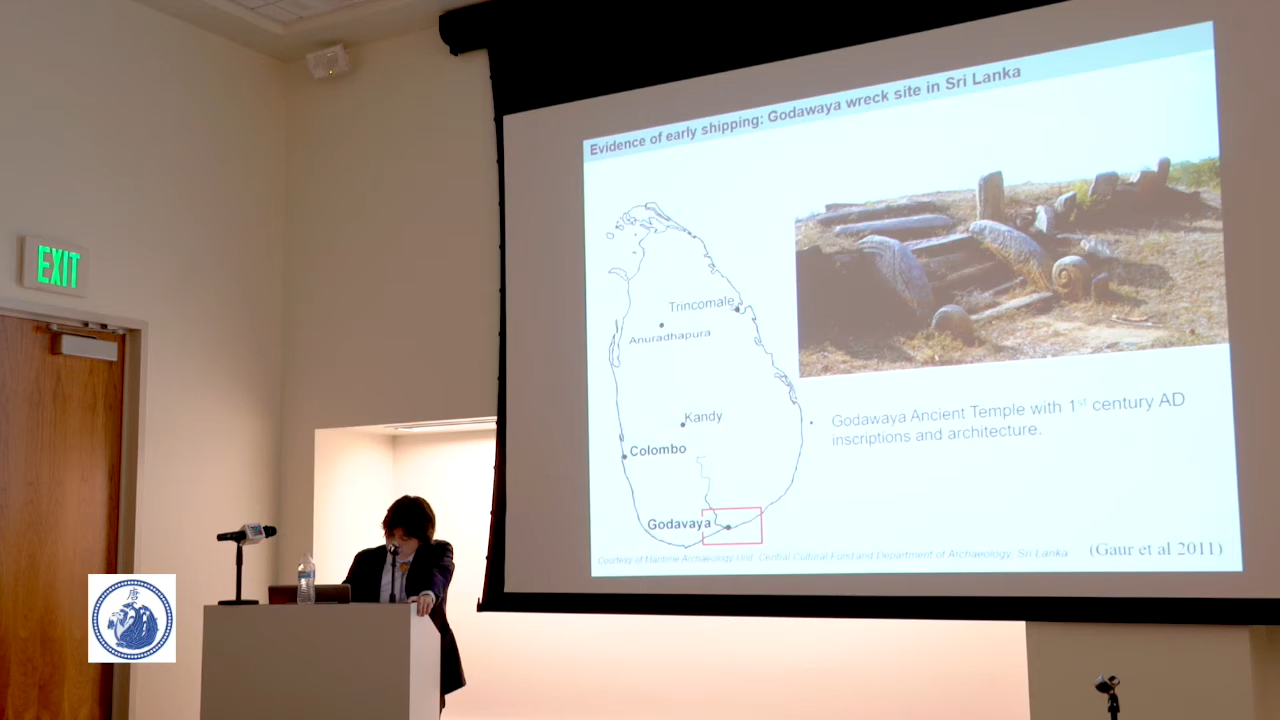 Evidence of early shipping: Godawaya wreck site in Sri Lanka
EXIT
Trincomale
Anuradhapura
Kandy
Colombo
Godavaya
Godawaya Ancient Temple with 1st century AD
inscriptions and architecture.
Courtesy of Maritime Archaeology Unit, Central Cultural Fund and Department of Archaeology, Sri Lanka
(Gaur et al 2011)
唐